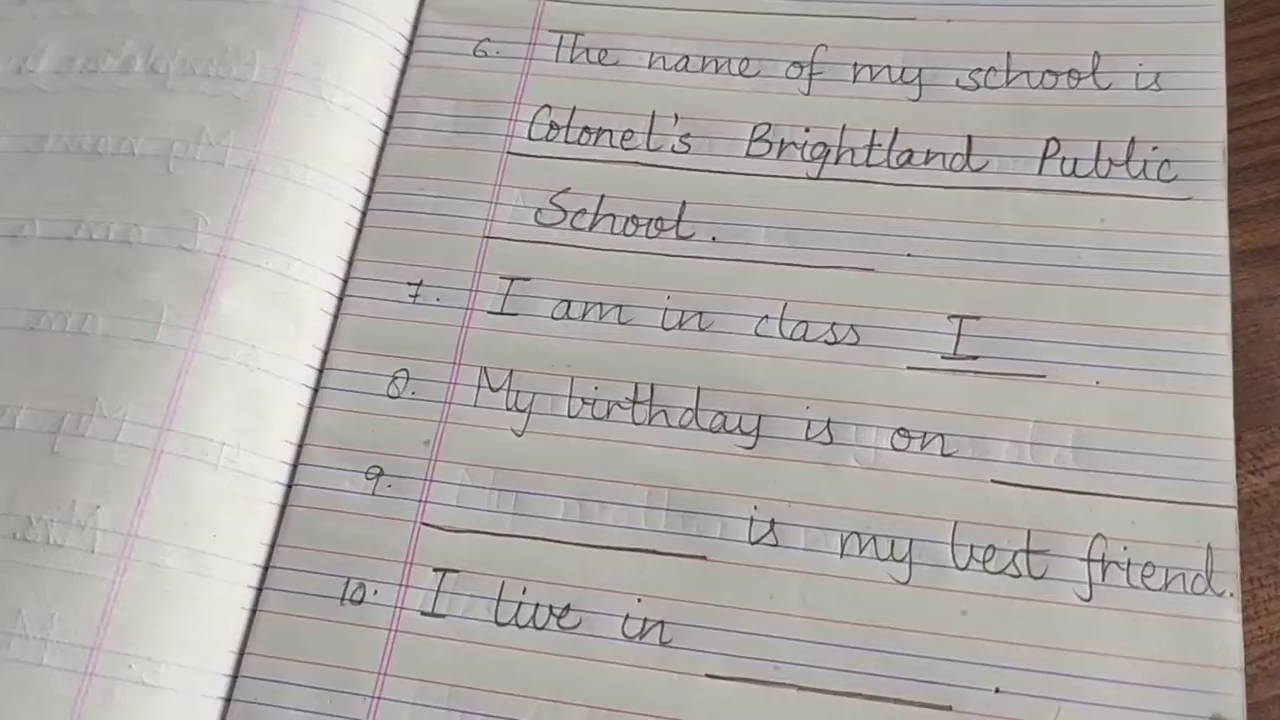 6. The name of my school is
Colonel's Brightland Public
School.
7. I am in class I .
8. My birthday is on
9. is my best friend.
10. I live in .